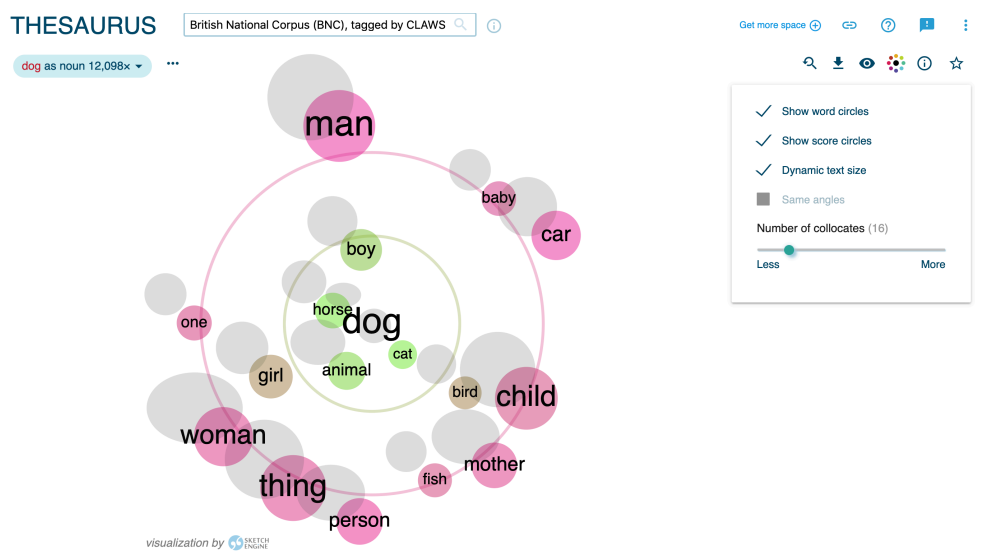 THESAURUS
British National Corpus (BNC), tagged by CLAWS
Get more space
dog as noun 12,098×
Show word circles
Show score circles
Dynamic text size
Same angles
Number of collocates (16)
Less More
man
baby
car
boy
horse
dog
one
cat
animal
girl
bird
child
woman
mother
fish
thing
person
visualization by SKETCH ENGINE